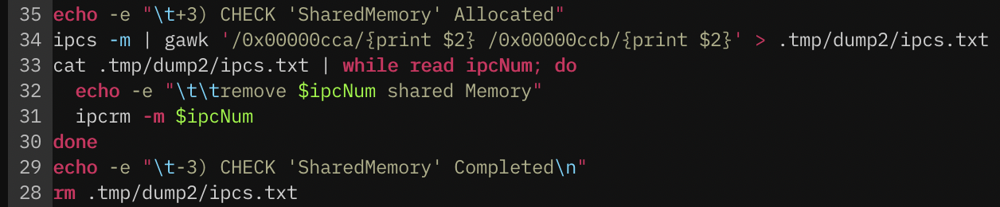 35 echo -e "\t+3) CHECK 'SharedMemory' Allocated"
34 ipcs -m | gawk '/0x00000cca/{print $2} /0x00000ccb/{print $2}' > .tmp/dump2/ipcs.txt
33 cat .tmp/dump2/ipcs.txt | while read ipcNum; do
32   echo -e "\t\tremove $ipcNum shared Memory"
31   ipcrm -m $ipcNum
30 done
29 echo -e "\t-3) CHECK 'SharedMemory' Completed\n"
28 rm .tmp/dump2/ipcs.txt